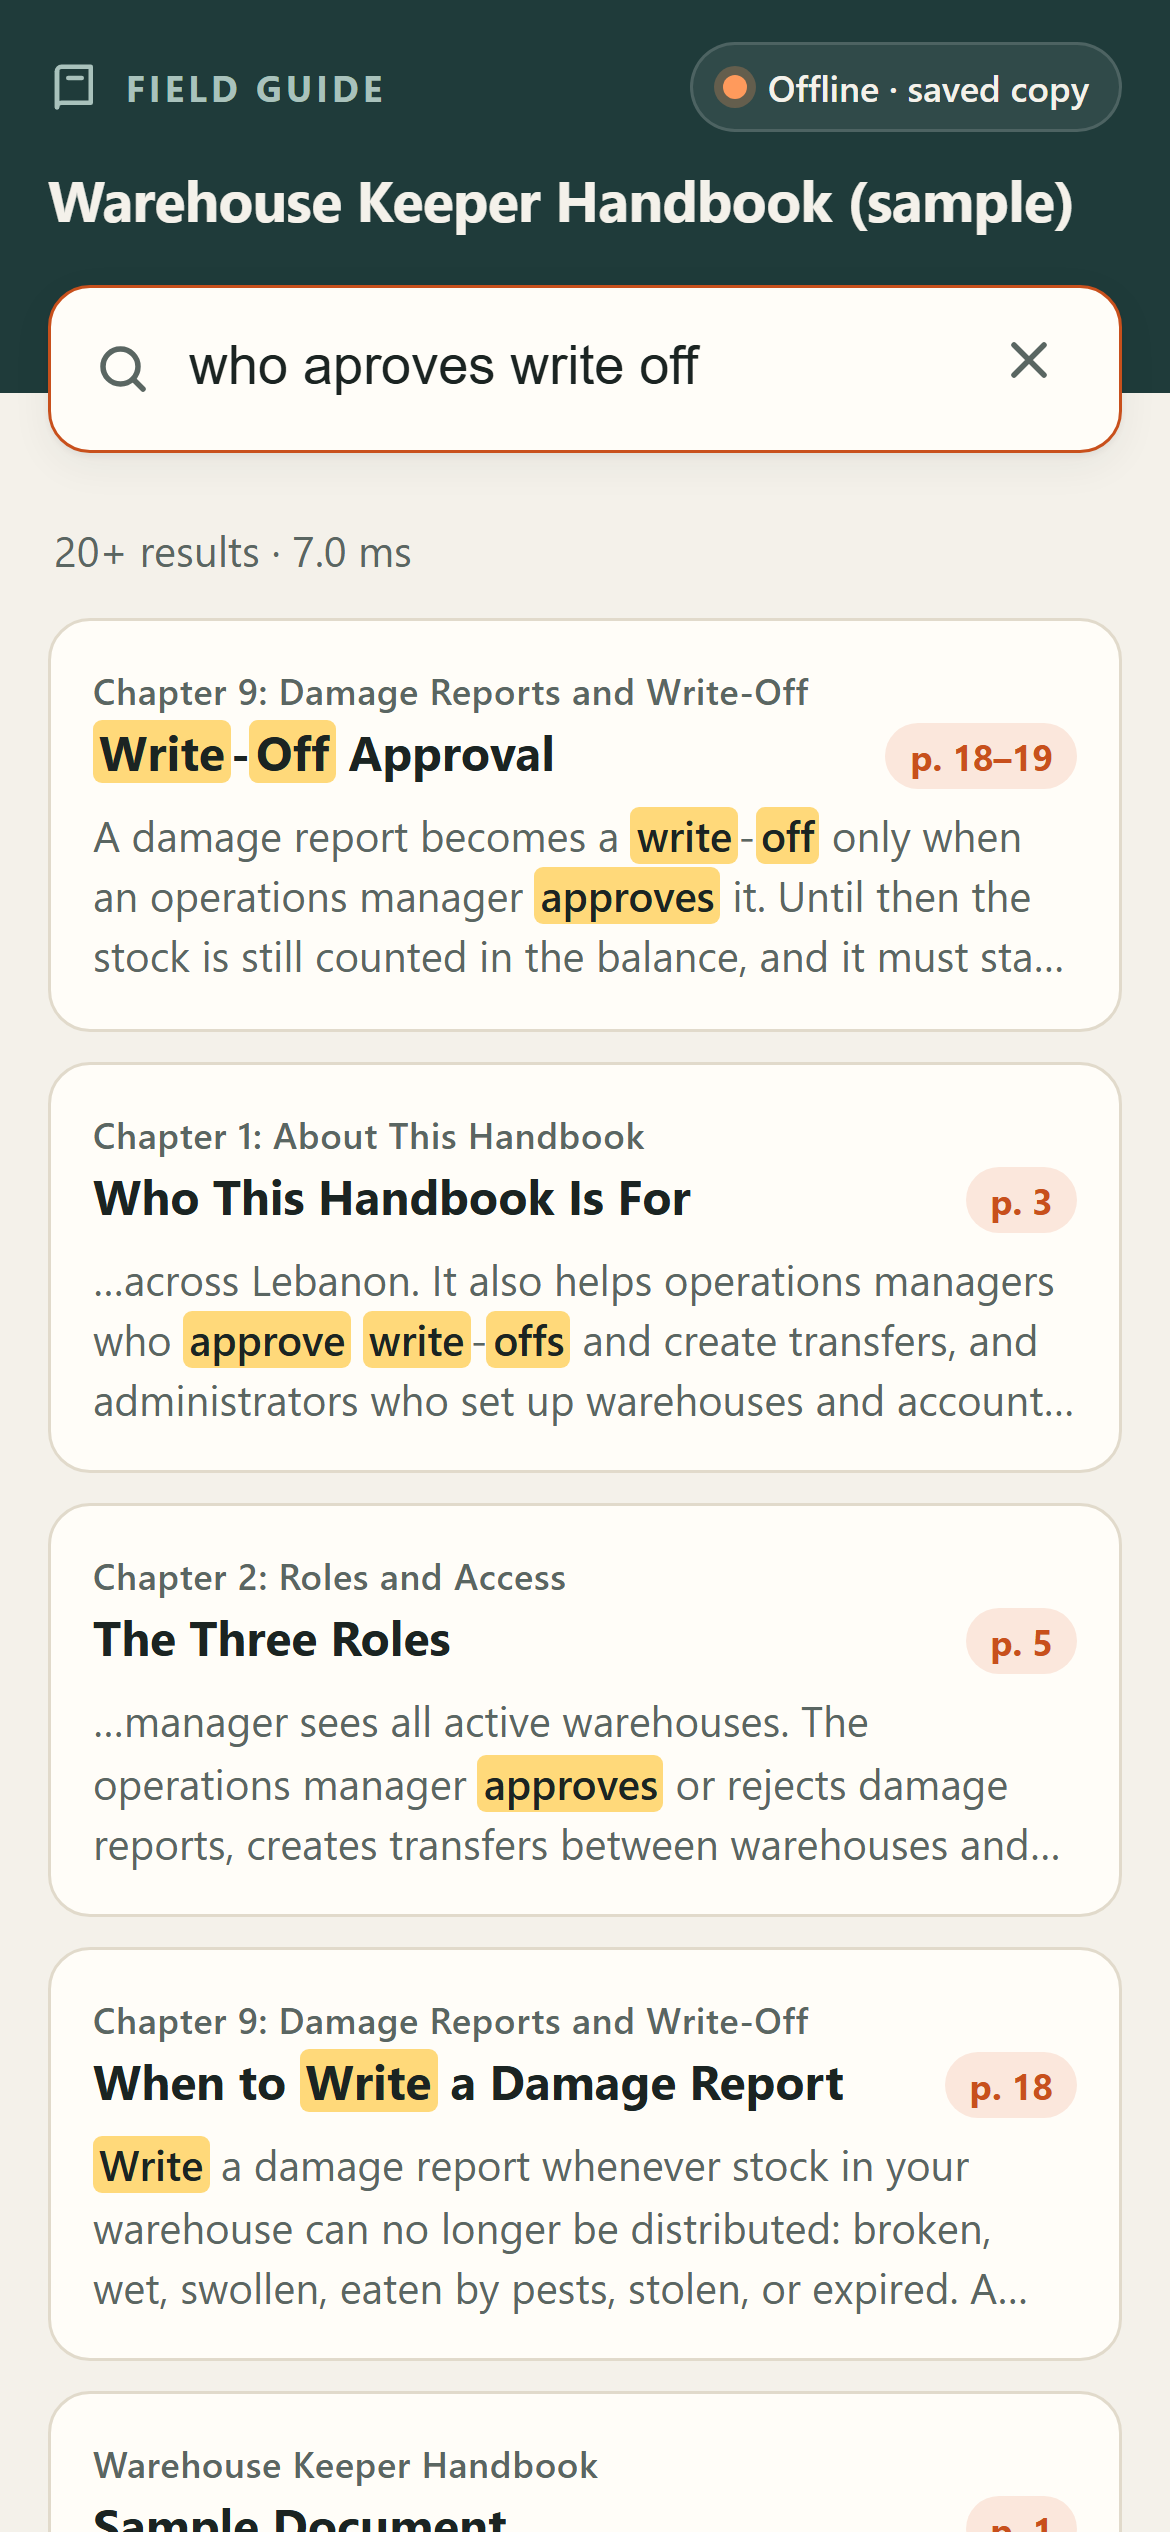 FIELD GUIDE
Offline · saved copy
Warehouse Keeper Handbook (sample)
who aproves write off
20+ results · 7.0 ms
Chapter 9: Damage Reports and Write-Off
Write-Off Approval
p. 18–19
A damage report becomes a write-off only when
an operations manager approves it. Until then the
stock is still counted in the balance, and it must sta…
Chapter 1: About This Handbook
Who This Handbook Is For
p. 3
…across Lebanon. It also helps operations managers
who approve write-offs and create transfers, and
administrators who set up warehouses and account…
Chapter 2: Roles and Access
The Three Roles
p. 5
…manager sees all active warehouses. The
operations manager approves or rejects damage
reports, creates transfers between warehouses and…
Chapter 9: Damage Reports and Write-Off
When to Write a Damage Report
p. 18
Write a damage report whenever stock in your
warehouse can no longer be distributed: broken,
wet, swollen, eaten by pests, stolen, or expired. A…
Warehouse Keeper Handbook
Sample Document
p. 1